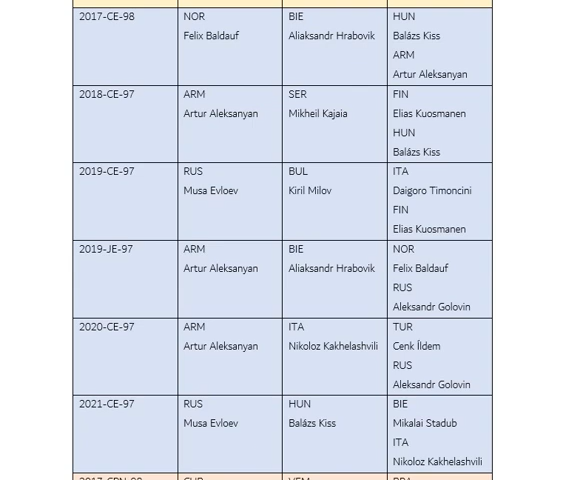 2017-CE-98 NOR BIE HUN
Felix Baldauf Aliaksandr Hrabovik Balázs Kiss
ARM
Artur Aleksanyan
2018-CE-97 ARM SER FIN
Artur Aleksanyan Mikheil Kajaia Elias Kuosmanen
HUN
Balázs Kiss
2019-CE-97 RUS BUL ITA
Musa Evloev Kiril Milov Daigoro Timoncini
FIN
Elias Kuosmanen
2019-JE-97 ARM BIE NOR
Artur Aleksanyan Aliaksandr Hrabovik Felix Baldauf
RUS
Aleksandr Golovin
2020-CE-97 ARM ITA TUR
Artur Aleksanyan Nikoloz Kakhelashvili Cenk Íldem
RUS
Aleksandr Golovin
2021-CE-97 RUS HUN BIE
Musa Evloev Balázs Kiss Mikalai Stadub
ITA
Nikoloz Kakhelashvili